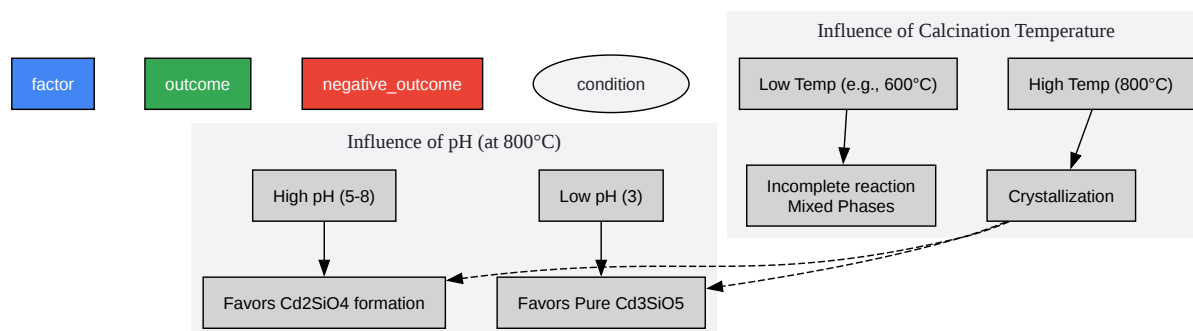 Influence of Calcination Temperature
factor
outcome
negative_outcome
condition
Low Temp (e.g., 600°C)
High Temp (800°C)
Influence of pH (at 800°C)
High pH (5-8)
Low pH (3)
Incomplete reaction
Mixed Phases
Crystallization
Favors Cd2SiO4 formation
Favors Pure Cd3SiO5